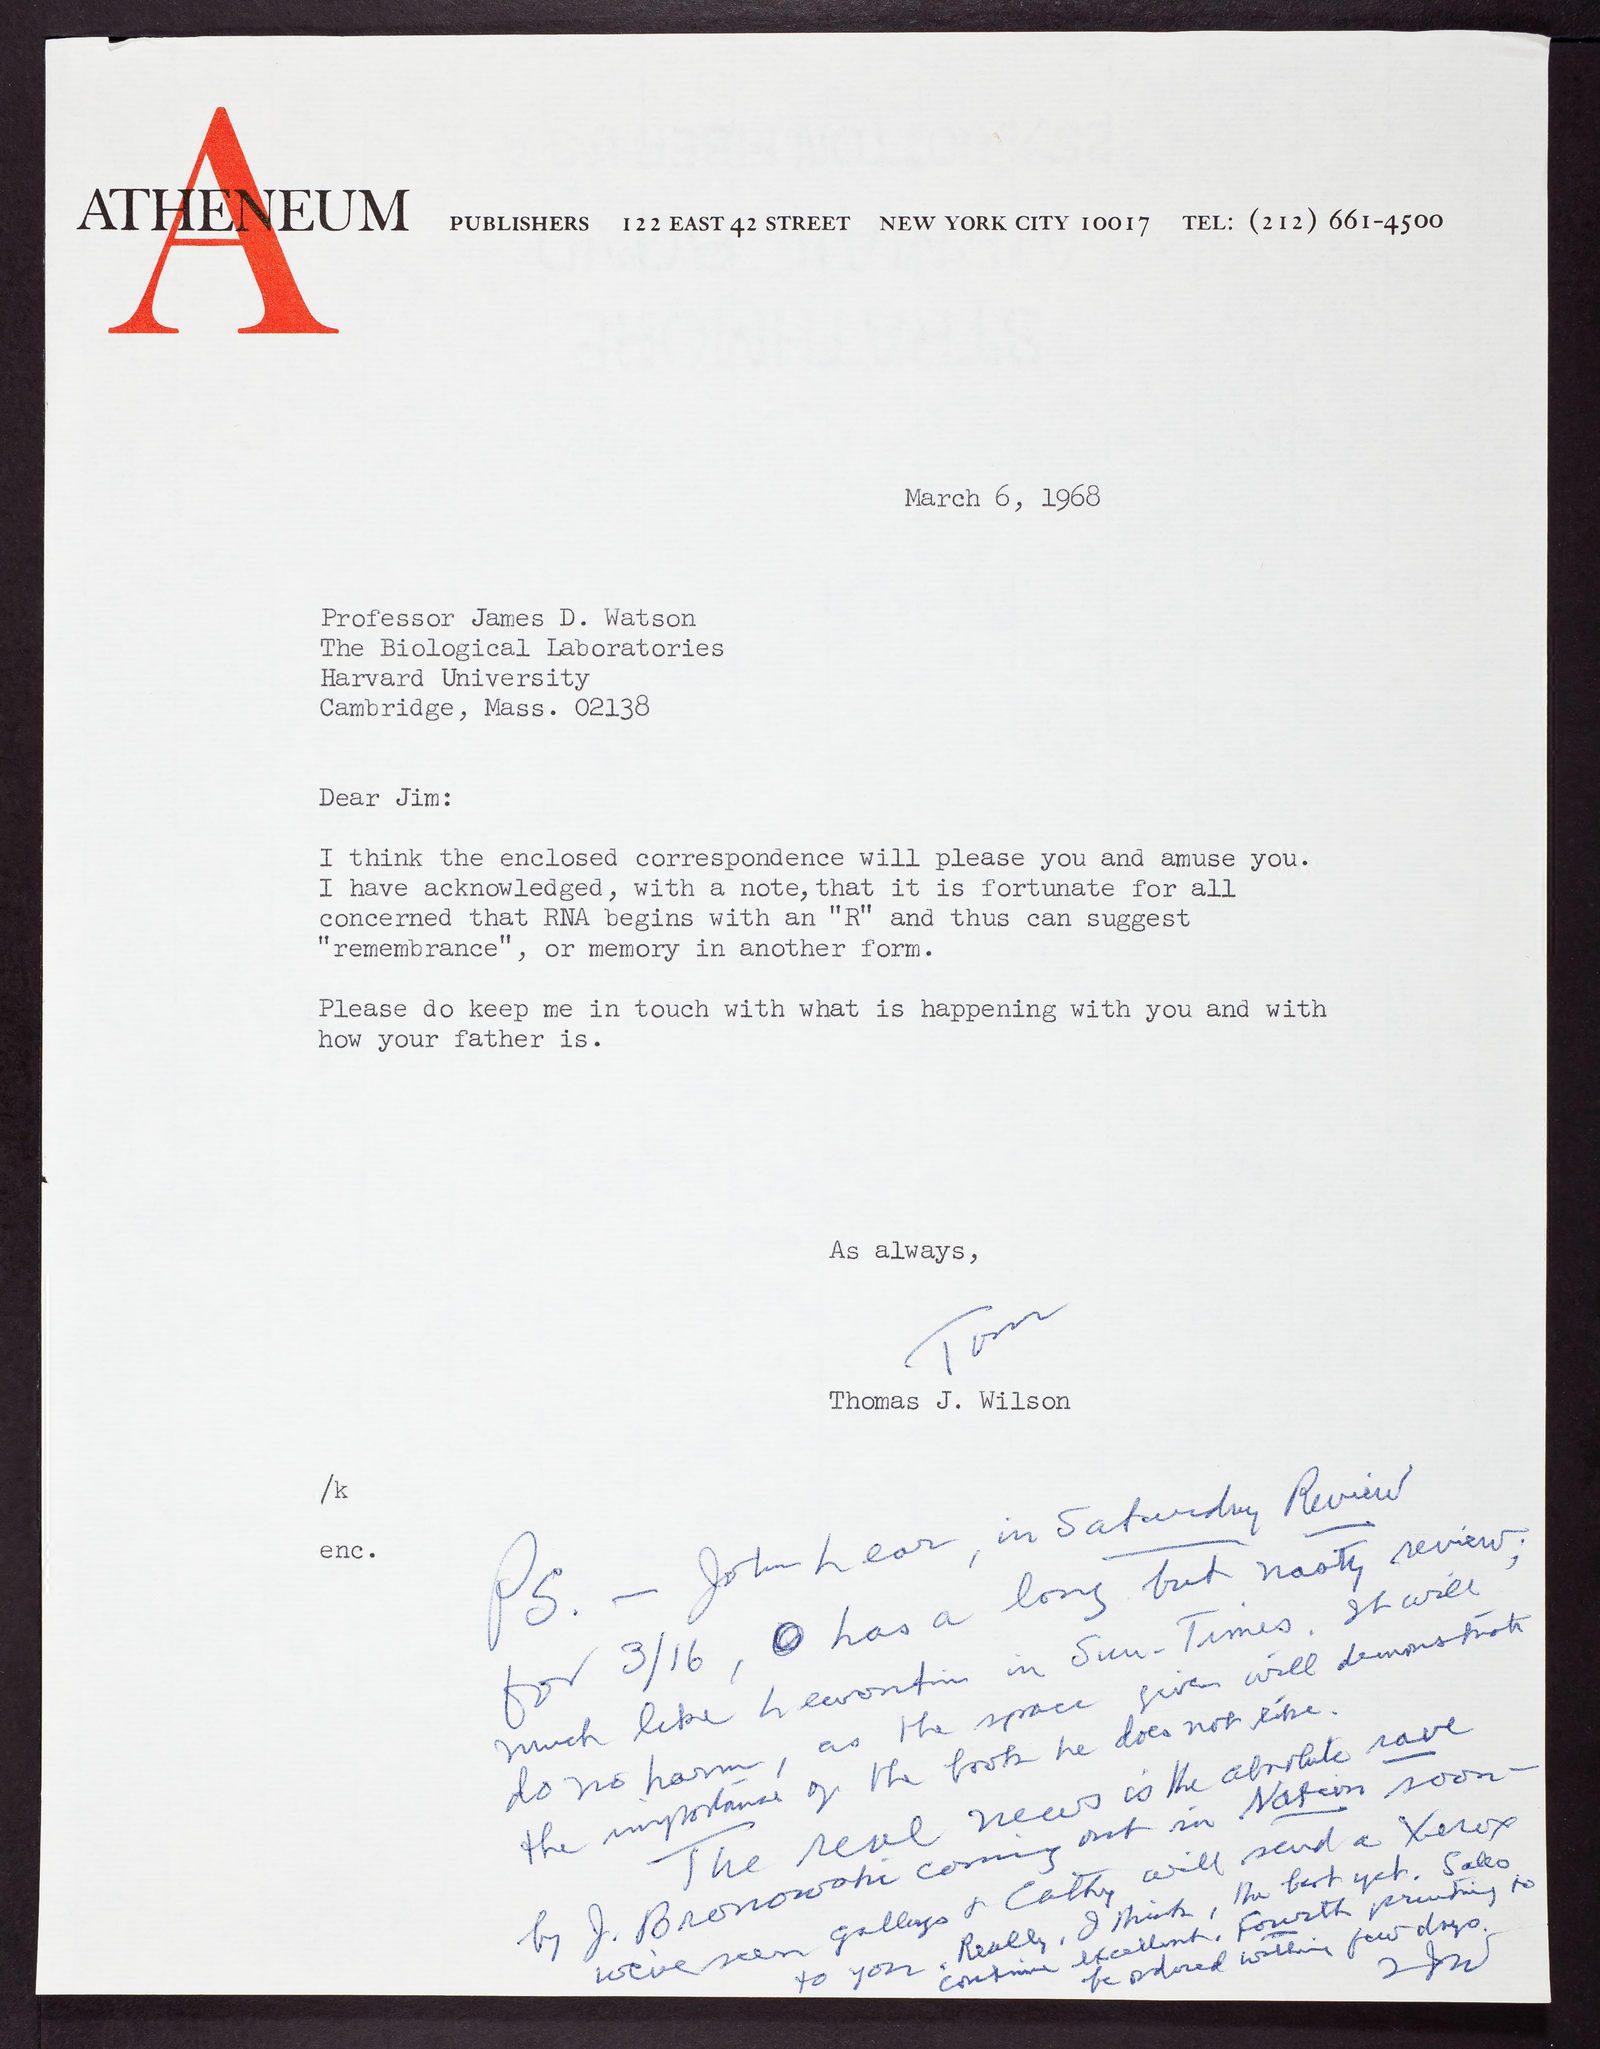 ATHENEUM PUBLISHERS 122 EAST 42 STREET NEW YORK CITY 10017 TEL: (212) 661-4500
March 6, 1968
Professor James D. Watson
The Biological Laboratories
Harvard University
Cambridge, Mass. 02138
Dear Jim:
I think the enclosed correspondence will please you and amuse you.
I have acknowledged, with a note, that it is fortunate for all
concerned that RNA begins with an "R" and thus can suggest
"remembrance", or memory in another form.
Please do keep me in touch with what is happening with you and with
how your father is.
As always,
Tom
Thomas J. Wilson
/k
enc.
PS. — John Lear, in Saturday Review
for 3/16, has a long but nasty review;
much like Lewontin in Sun-Times. It will
do no harm, as the space given will demonstrate
the importance of the book he does not like.
The real news is the absolute rave
by J. Bronowski coming out in Nation soon—
we've seen galleys & Cathy will send a Xerox
to you. Really, I think, the best yet. Sales
continue excellent. Fourth printing to
be ordered within few days.
TJW